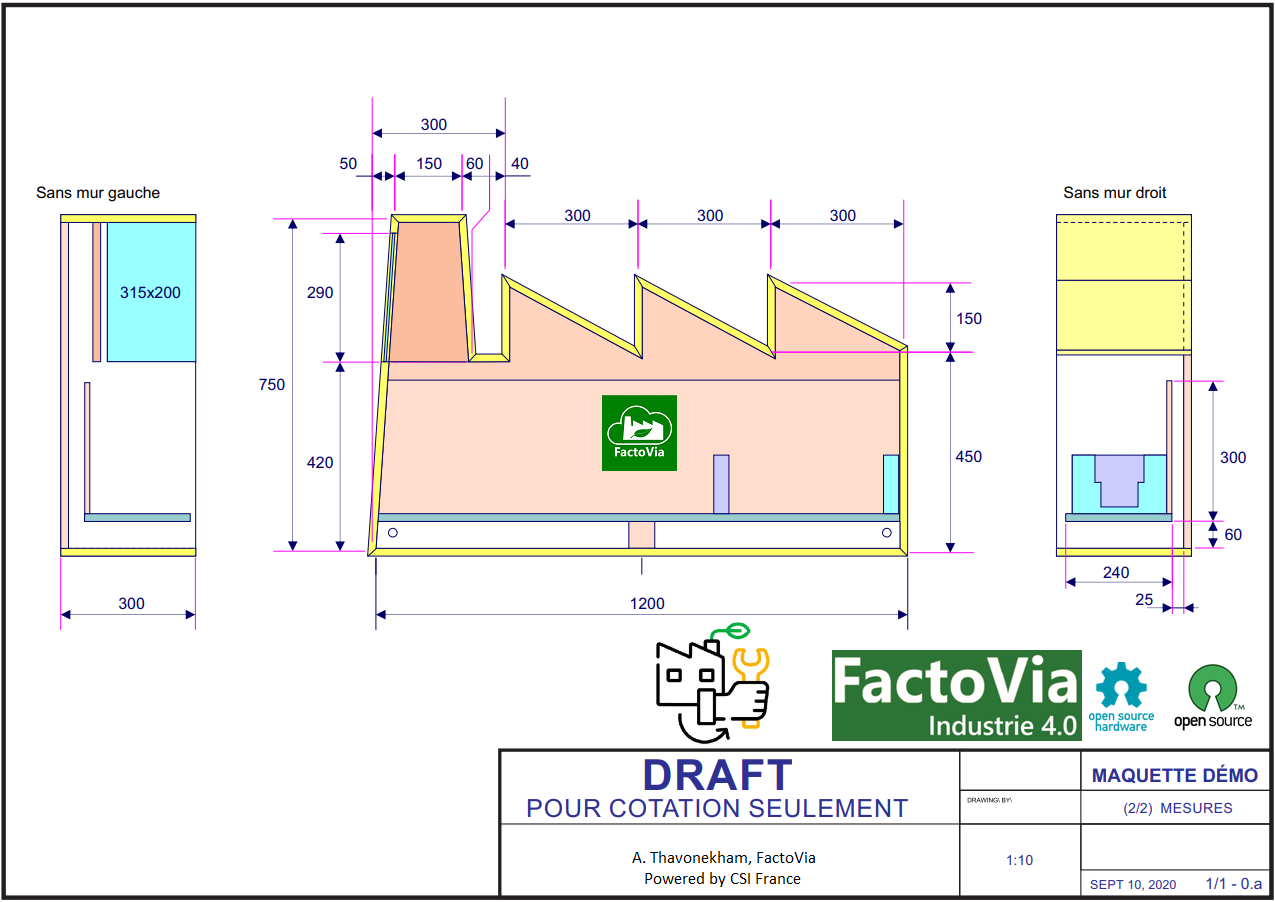 300
50
150
60
40
Sans mur gauche
Sans mur droit
300
300
300
315x200
290
150
750
420
450
300
FactoVia
60
240
25
300
1200
FactoVia
Industrie 4.0
open source
hardware
TM
open source
DRAFT
POUR COTATION SEULEMENT
MAQUETTE DÉMO
DRAWING\ BY\
(2/2) MESURES
A. Thavonekham, FactoVia
Powered by CSI France
1:10
SEPT 10, 2020
1/1 - 0.a